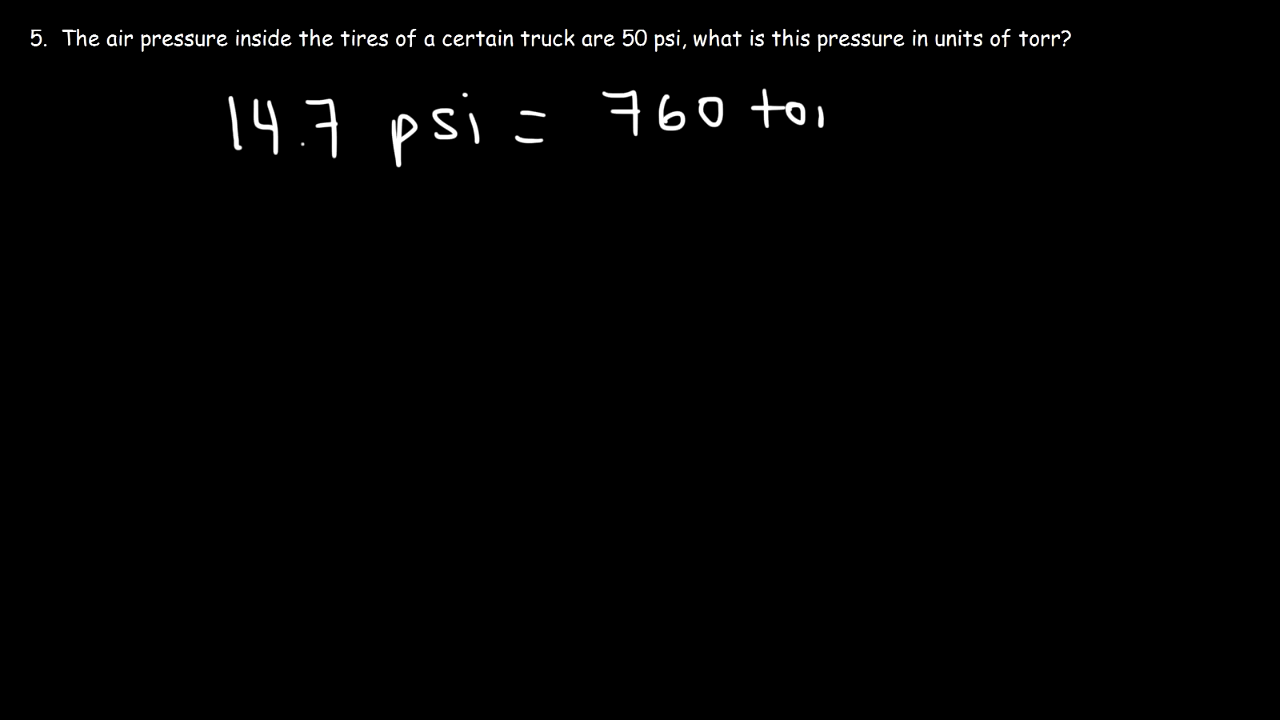 5. The air pressure inside the tires of a certain truck are 50 psi, what is this pressure in units of torr?
14.7 psi = 760 tor